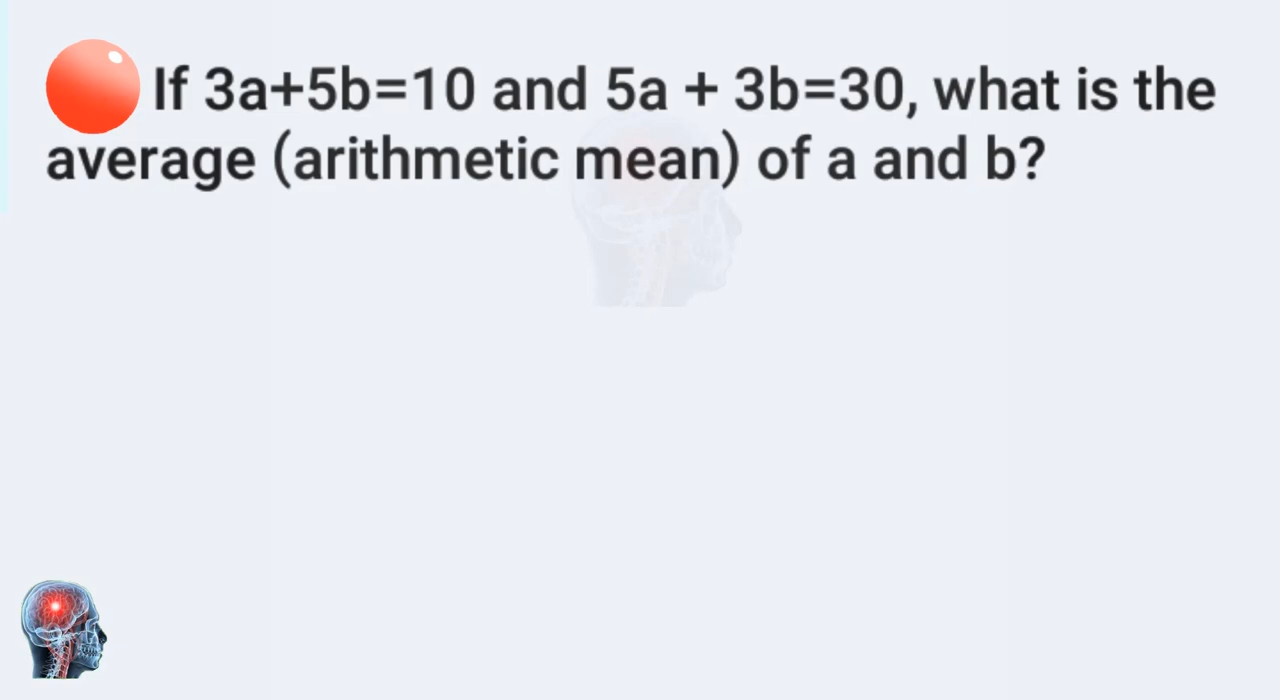 If 3a+5b=10 and 5a + 3b=30, what is the
average (arithmetic mean) of a and b?